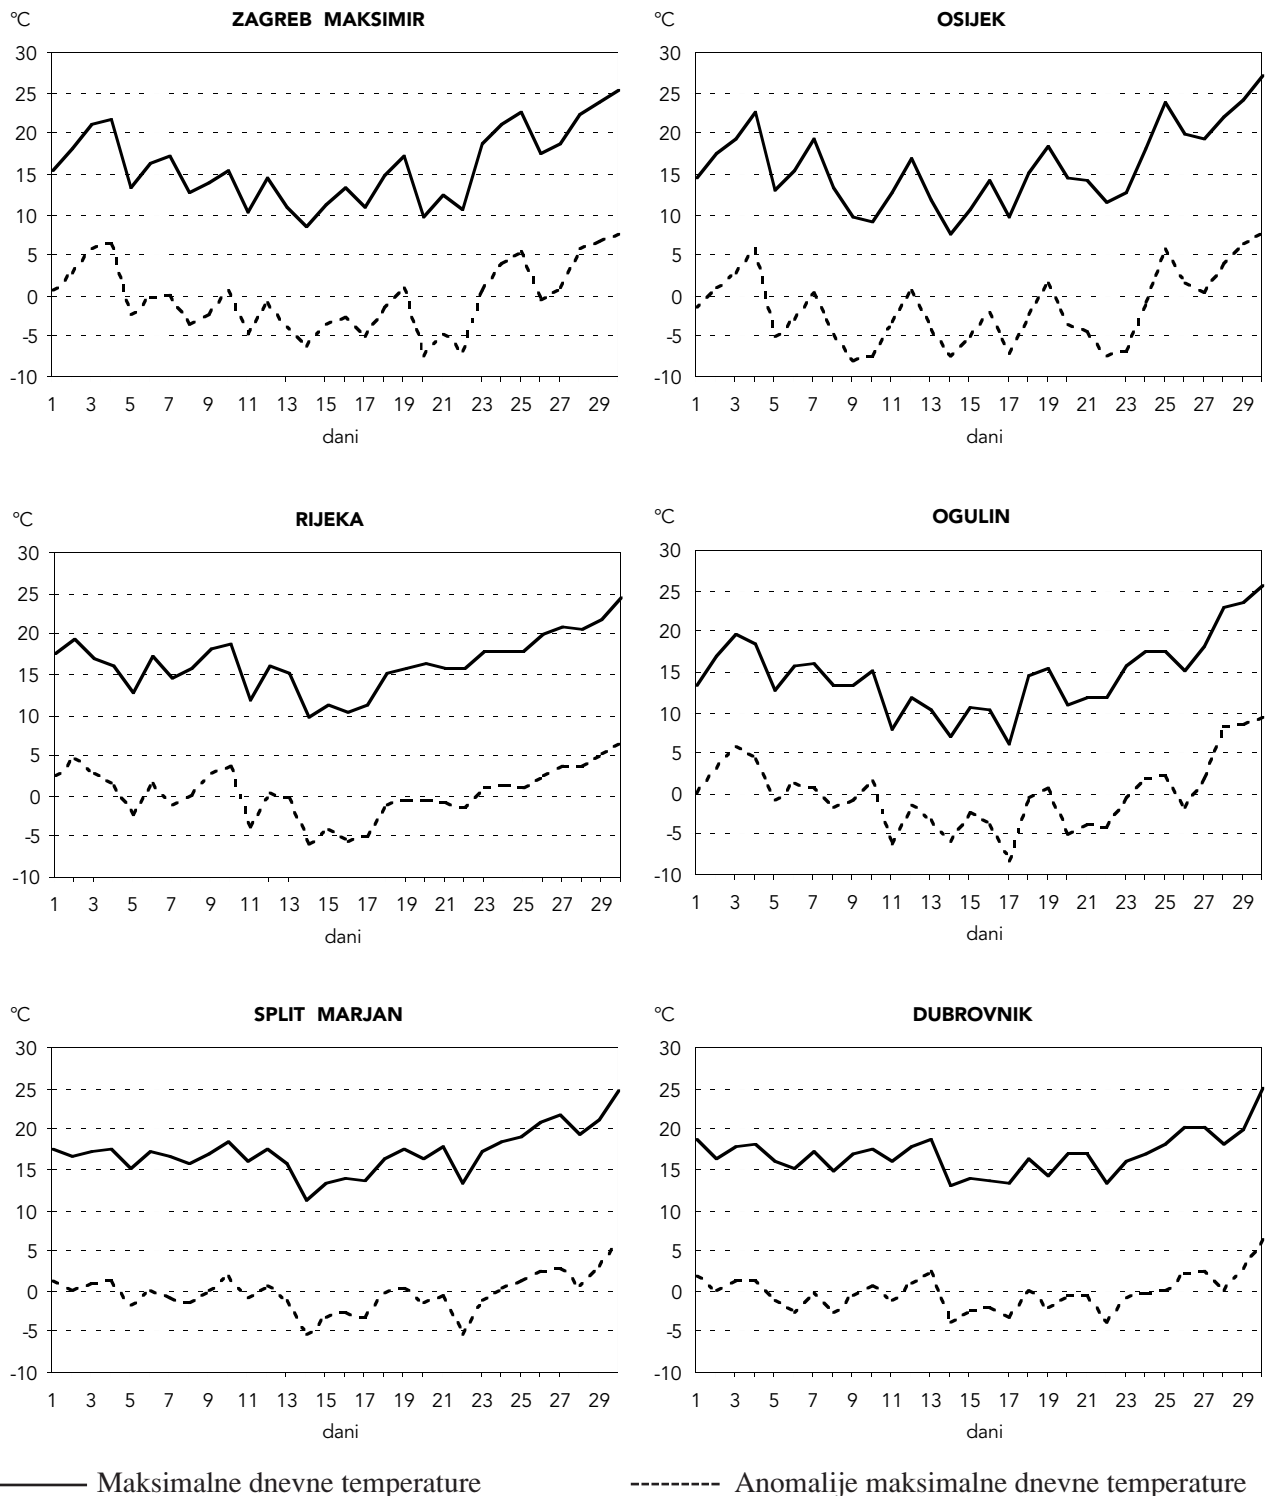 °C ZAGREB MAKSIMIR
30
25
20
15
10
5
0
-5
-10
1 3 5 7 9 11 13 15 17 19 21 23 25 27 29
dani
°C OSIJEK
30
25
20
15
10
5
0
-5
-10
1 3 5 7 9 11 13 15 17 19 21 23 25 27 29
dani
°C RIJEKA
30
25
20
15
10
5
0
-5
-10
1 3 5 7 9 11 13 15 17 19 21 23 25 27 29
dani
°C OGULIN
30
25
20
15
10
5
0
-5
-10
1 3 5 7 9 11 13 15 17 19 21 23 25 27 29
dani
°C SPLIT MARJAN
30
25
20
15
10
5
0
-5
-10
1 3 5 7 9 11 13 15 17 19 21 23 25 27 29
dani
°C DUBROVNIK
30
25
20
15
10
5
0
-5
-10
1 3 5 7 9 11 13 15 17 19 21 23 25 27 29
dani
Maksimalne dnevne temperature
Anomalije maksimalne dnevne temperature